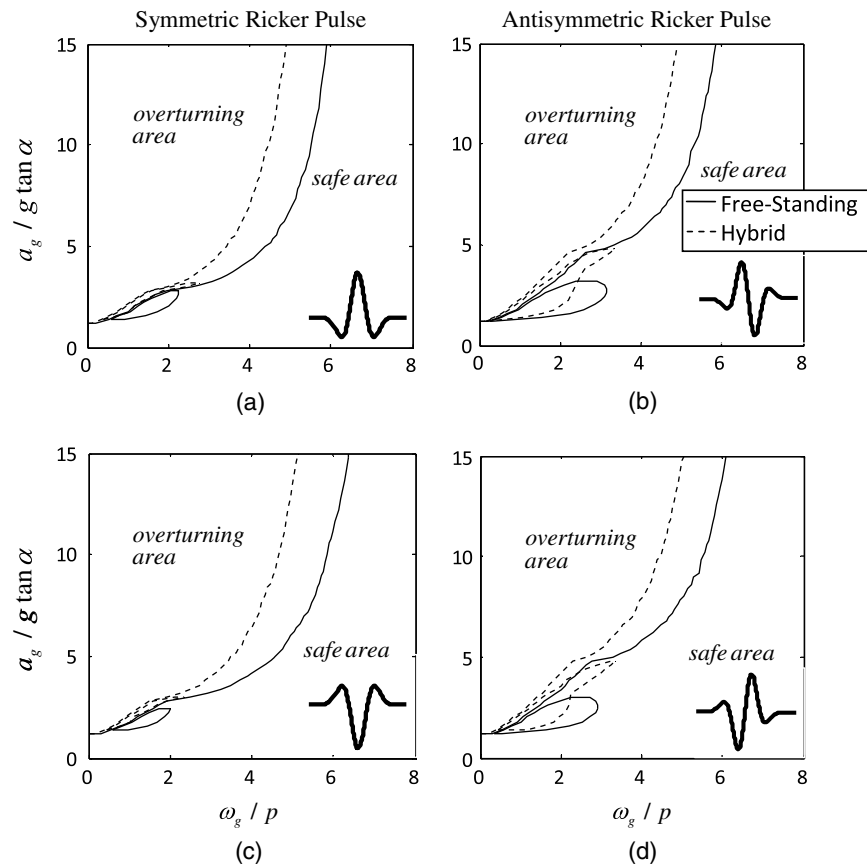 Symmetric Ricker Pulse
Antisymmetric Ricker Pulse
15
10
5
0
a_g / g tan α
overturning
area
safe area
0 2 4 6 8
(a)
15
10
5
0
overturning
area
safe area
Free-Standing
Hybrid
0 2 4 6 8
(b)
15
10
5
0
a_g / g tan α
overturning
area
safe area
0 2 4 6 8
ω_g / p
(c)
15
10
5
0
overturning
area
safe area
0 2 4 6 8
ω_g / p
(d)